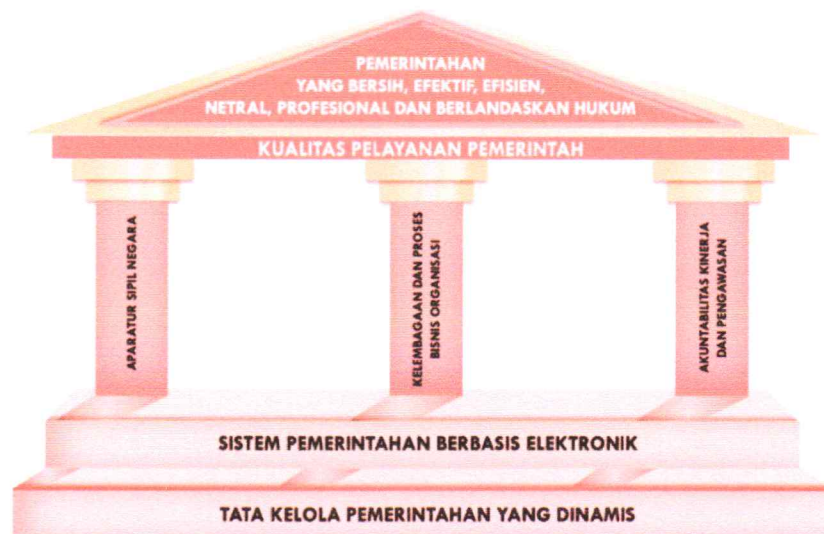 PEMERINTAHAN
YANG BERSIH, EFEKTIF, EFISIEN,
NETRAL, PROFESIONAL DAN BERLANDASKAN HUKUM
KUALITAS PELAYANAN PEMERINTAH
APARATUR SIPIL NEGARA
KELEMBAGAAN DAN PROSES
BISNIS ORGANISASI
AKUNTABILITAS KINERJA
DAN PENGAWASAN
SISTEM PEMERINTAHAN BERBASIS ELEKTRONIK
TATA KELOLA PEMERINTAHAN YANG DINAMIS